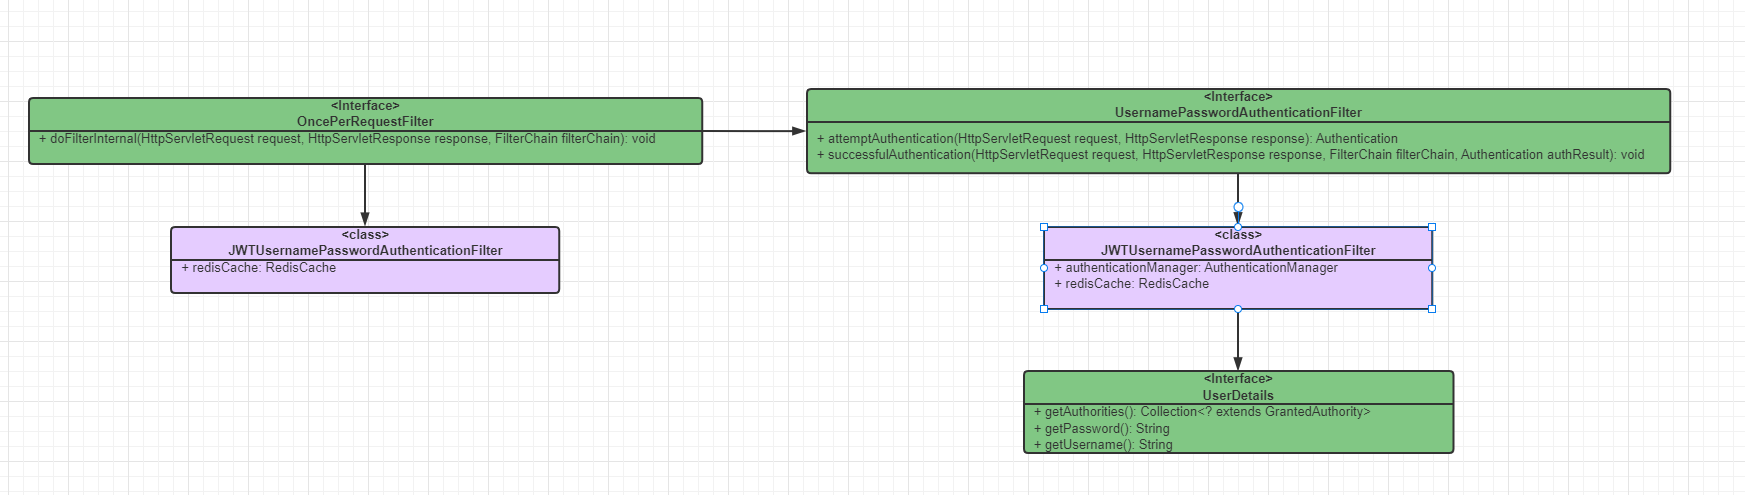 <Interface>
OncePerRequestFilter
+ doFilterInternal(HttpServletRequest request, HttpServletResponse response, FilterChain filterChain): void
<class>
JWTUsernamePasswordAuthenticationFilter
+ redisCache: RedisCache
<Interface>
UsernamePasswordAuthenticationFilter
+ attemptAuthentication(HttpServletRequest request, HttpServletResponse response): Authentication
+ successfulAuthentication(HttpServletRequest request, HttpServletResponse response, FilterChain filterChain, Authentication authResult): void
<class>
JWTUsernamePasswordAuthenticationFilter
+ authenticationManager: AuthenticationManager
+ redisCache: RedisCache
<Interface>
UserDetails
+ getAuthorities(): Collection<? extends GrantedAuthority>
+ getPassword(): String
+ getUsername(): String